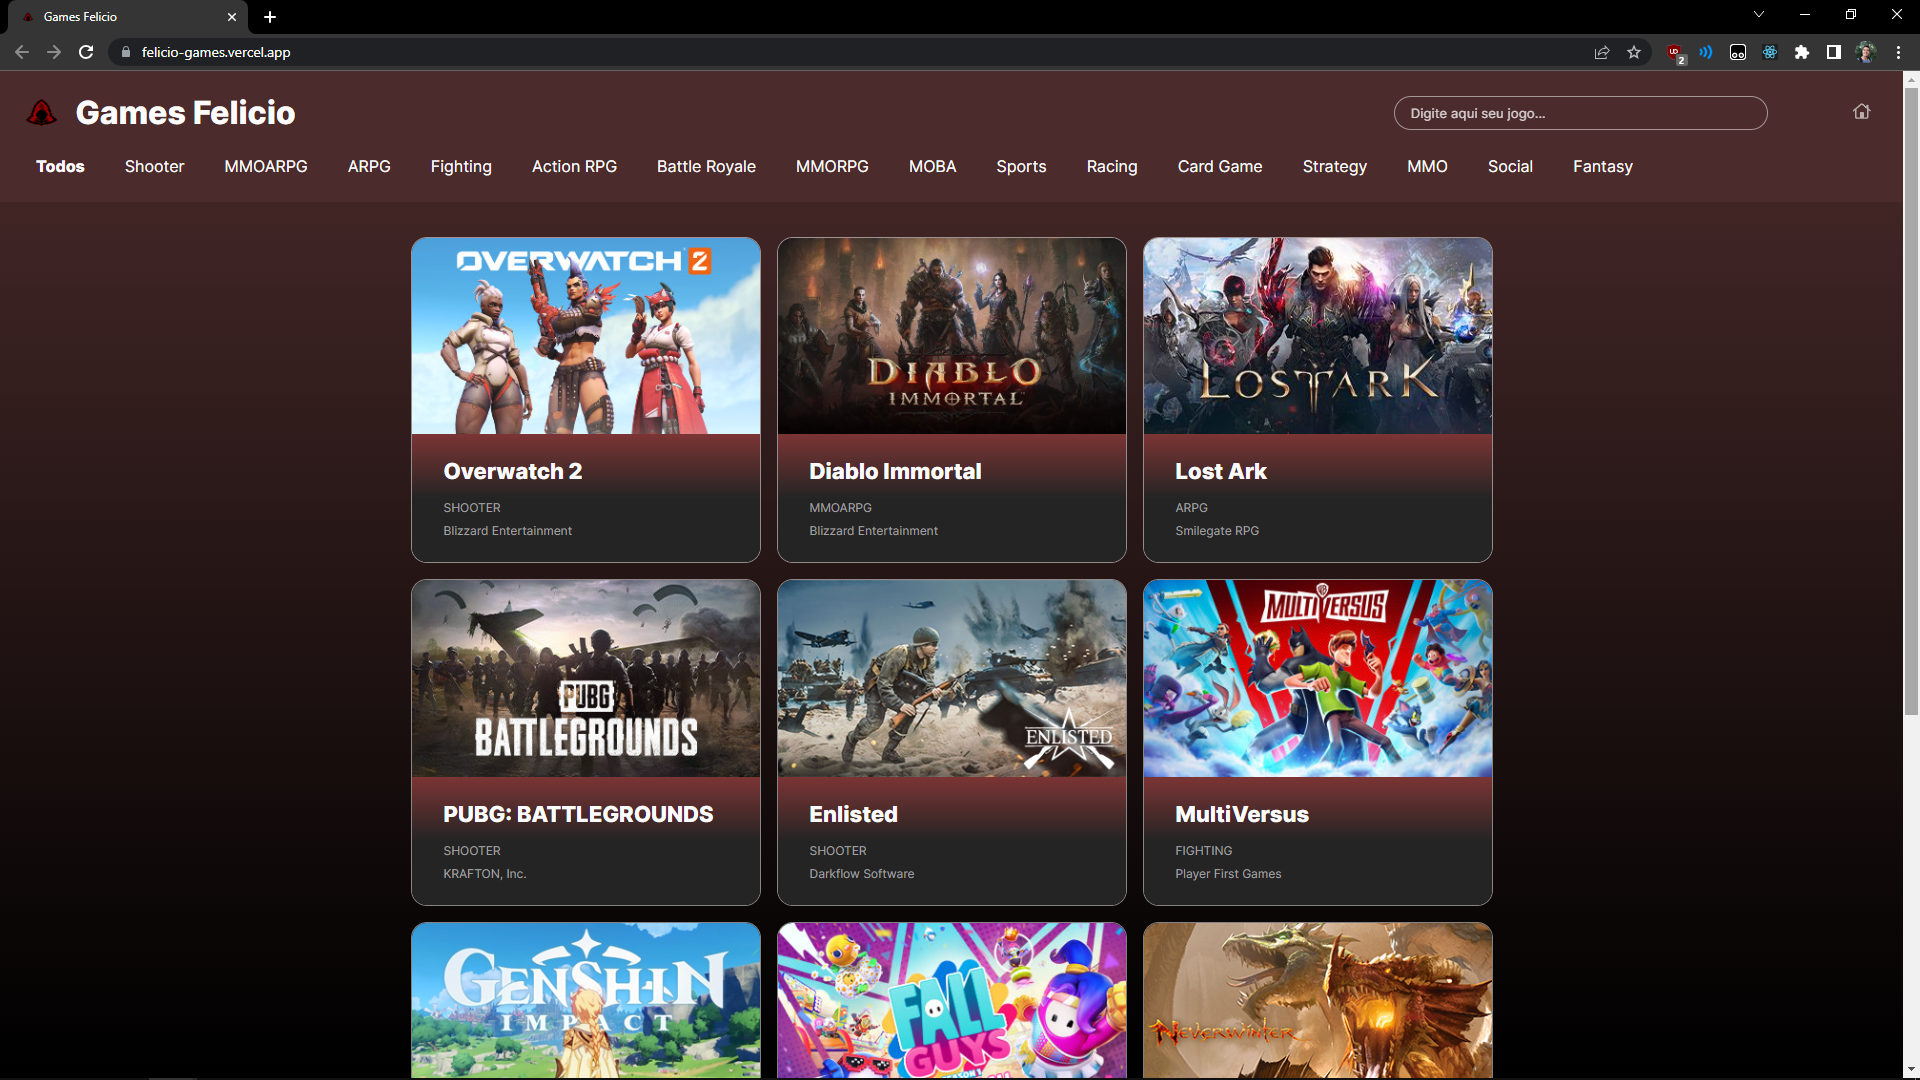 Games Felicio
felicio-games.vercel.app
2
Games Felicio
Digite aqui seu jogo...
Todos Shooter MMOARPG ARPG Fighting Action RPG Battle Royale MMORPG MOBA Sports Racing Card Game Strategy MMO Social Fantasy
OVERWATCH 2
DIABLO
IMMORTAL
LOST ARK
Overwatch 2
SHOOTER
Blizzard Entertainment
Diablo Immortal
MMOARPG
Blizzard Entertainment
Lost Ark
ARPG
Smilegate RPG
PUBG
BATTLEGROUNDS
ENLISTED
MULTIVERSUS
PUBG: BATTLEGROUNDS
SHOOTER
KRAFTON, Inc.
Enlisted
SHOOTER
Darkflow Software
MultiVersus
FIGHTING
Player First Games
GENSHIN
IMPACT
FALL
GUYS
NEVERWINTER